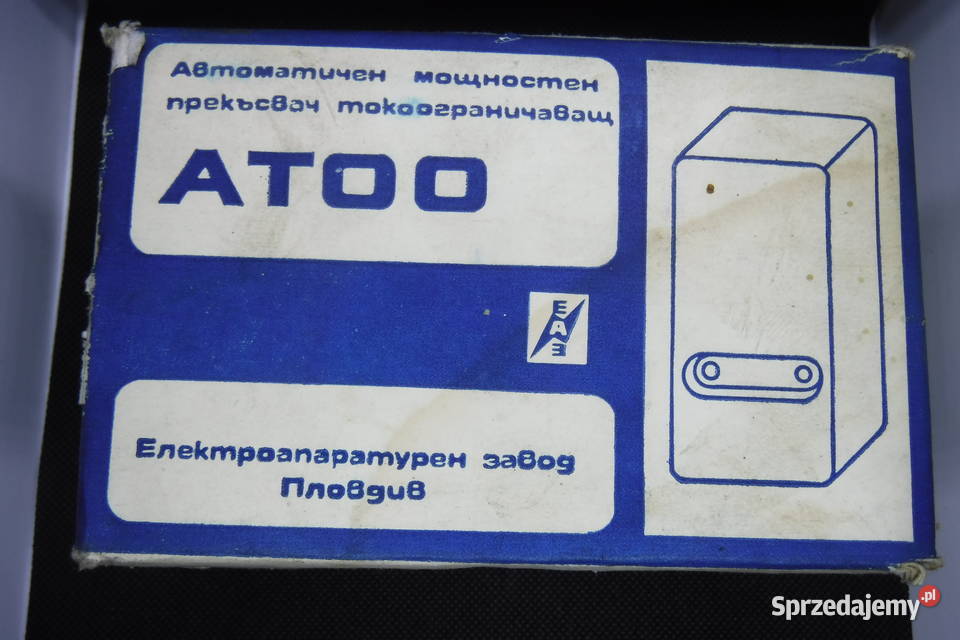 Автоматичен мощностен
прекъсвач токоограничаващ
АТОО
ЕАЗ
Електроапаратурен завод
Пловдив
Sprzedajemy.pl